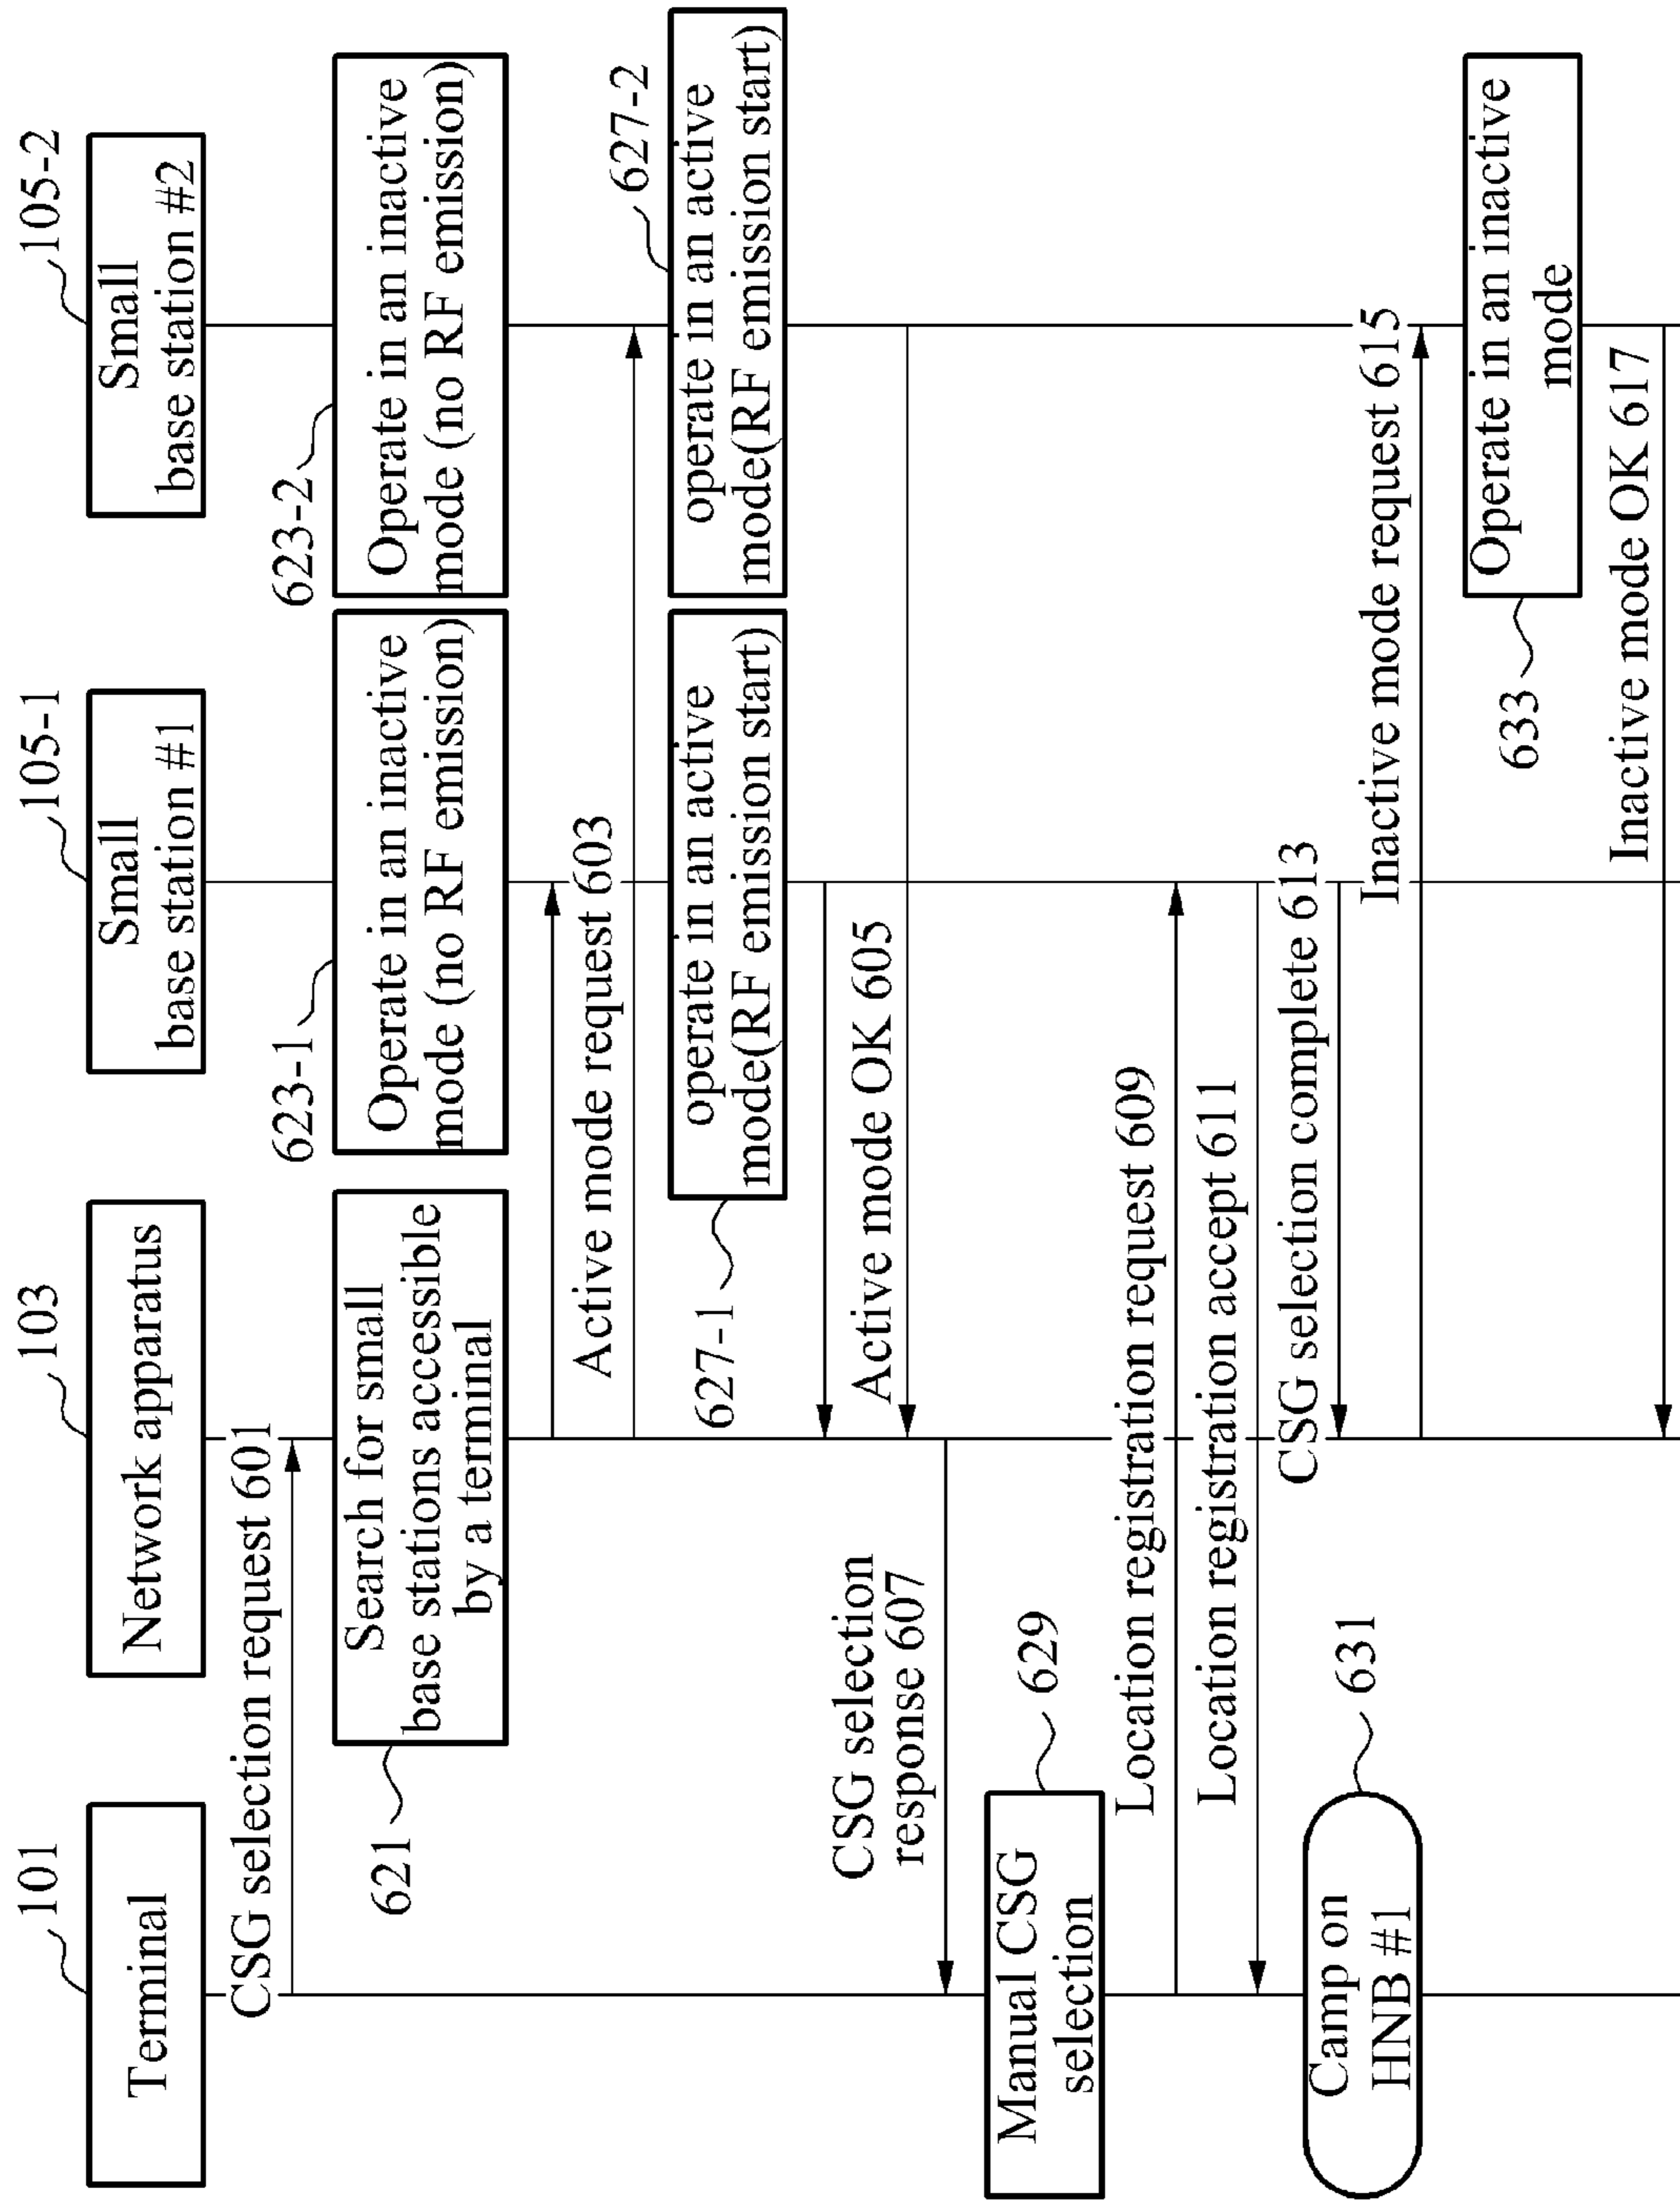 101
Terminal
103
Network apparatus
105-1
Small
base station #1
105-2
Small
base station #2
CSG selection request 601
621
Search for small
base stations accessible
by a terminal
623-1
Operate in an inactive
mode (no RF emission)
623-2
Operate in an inactive
mode (no RF emission)
Active mode request 603
627-1
operate in an active
mode(RF emission start)
627-2
operate in an active
mode(RF emission start)
Active mode OK 605
CSG selection
response 607
Manual CSG
selection
629
Location registration request 609
Location registration accept 611
CSG selection complete 613
Camp on
HNB #1
631
Inactive mode request 615
633
Operate in an inactive
mode
Inactive mode OK 617